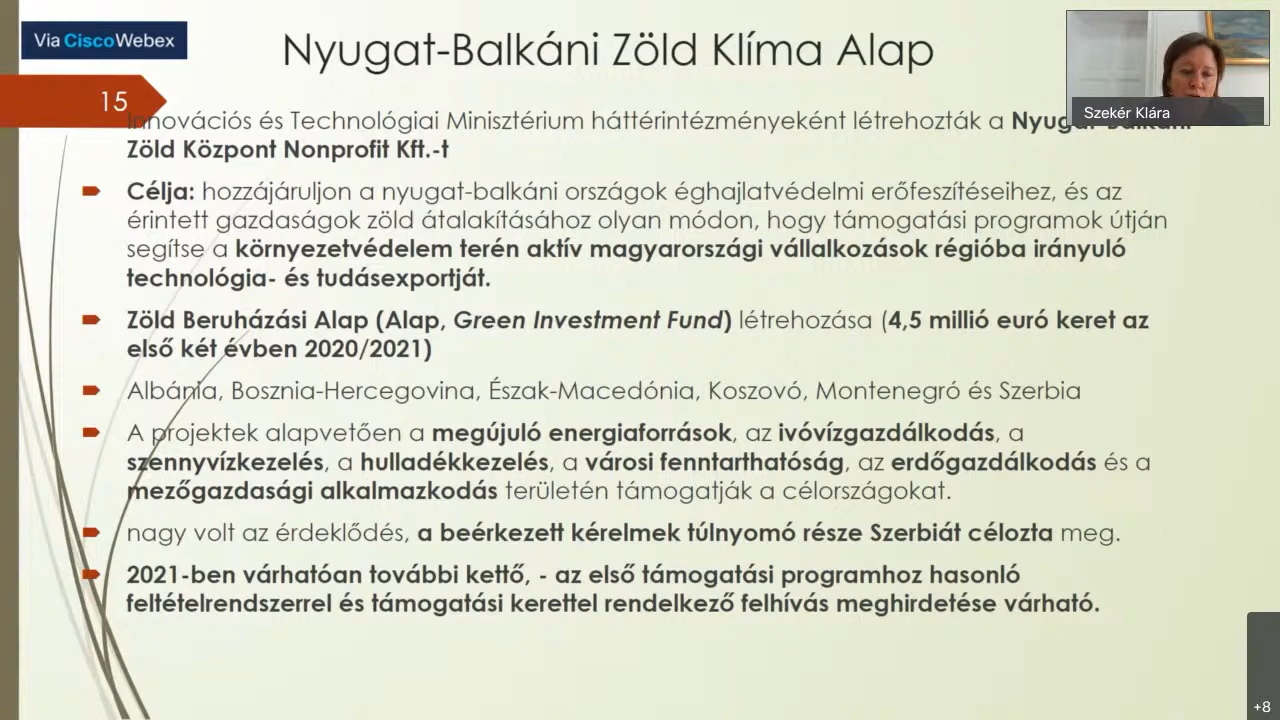 Via Cisco Webex
Nyugat-Balkáni Zöld Klíma Alap
15
Szekér Klára
Innovációs és Technológiai Minisztérium háttérintézményeként létrehozták a Nyugat-Balkáni
Zöld Központ Nonprofit Kft.-t
Célja: hozzájáruljon a nyugat-balkáni országok éghajlatvédelmi erőfeszítéseihez, és az
érintett gazdaságok zöld átalakításához olyan módon, hogy támogatási programok útján
segítse a környezetvédelem terén aktív magyarországi vállalkozások régióba irányuló
technológia- és tudásexportját.
Zöld Beruházási Alap (Alap, Green Investment Fund) létrehozása (4,5 millió euró keret az
első két évben 2020/2021)
Albánia, Bosznia-Hercegovina, Észak-Macedónia, Koszovó, Montenegró és Szerbia
A projektek alapvetően a megújuló energiaforrások, az ivóvízgazdálkodás, a
szennyvízkezelés, a hulladékkezelés, a városi fenntarthatóság, az erdőgazdálkodás és a
mezőgazdasági alkalmazkodás területén támogatják a célországokat.
nagy volt az érdeklődés, a beérkezett kérelmek túlnyomó része Szerbiát célozta meg.
2021-ben várhatóan további kettő, - az első támogatási programhoz hasonló
feltételrendszerrel és támogatási kerettel rendelkező felhívás meghirdetése várható.
+8